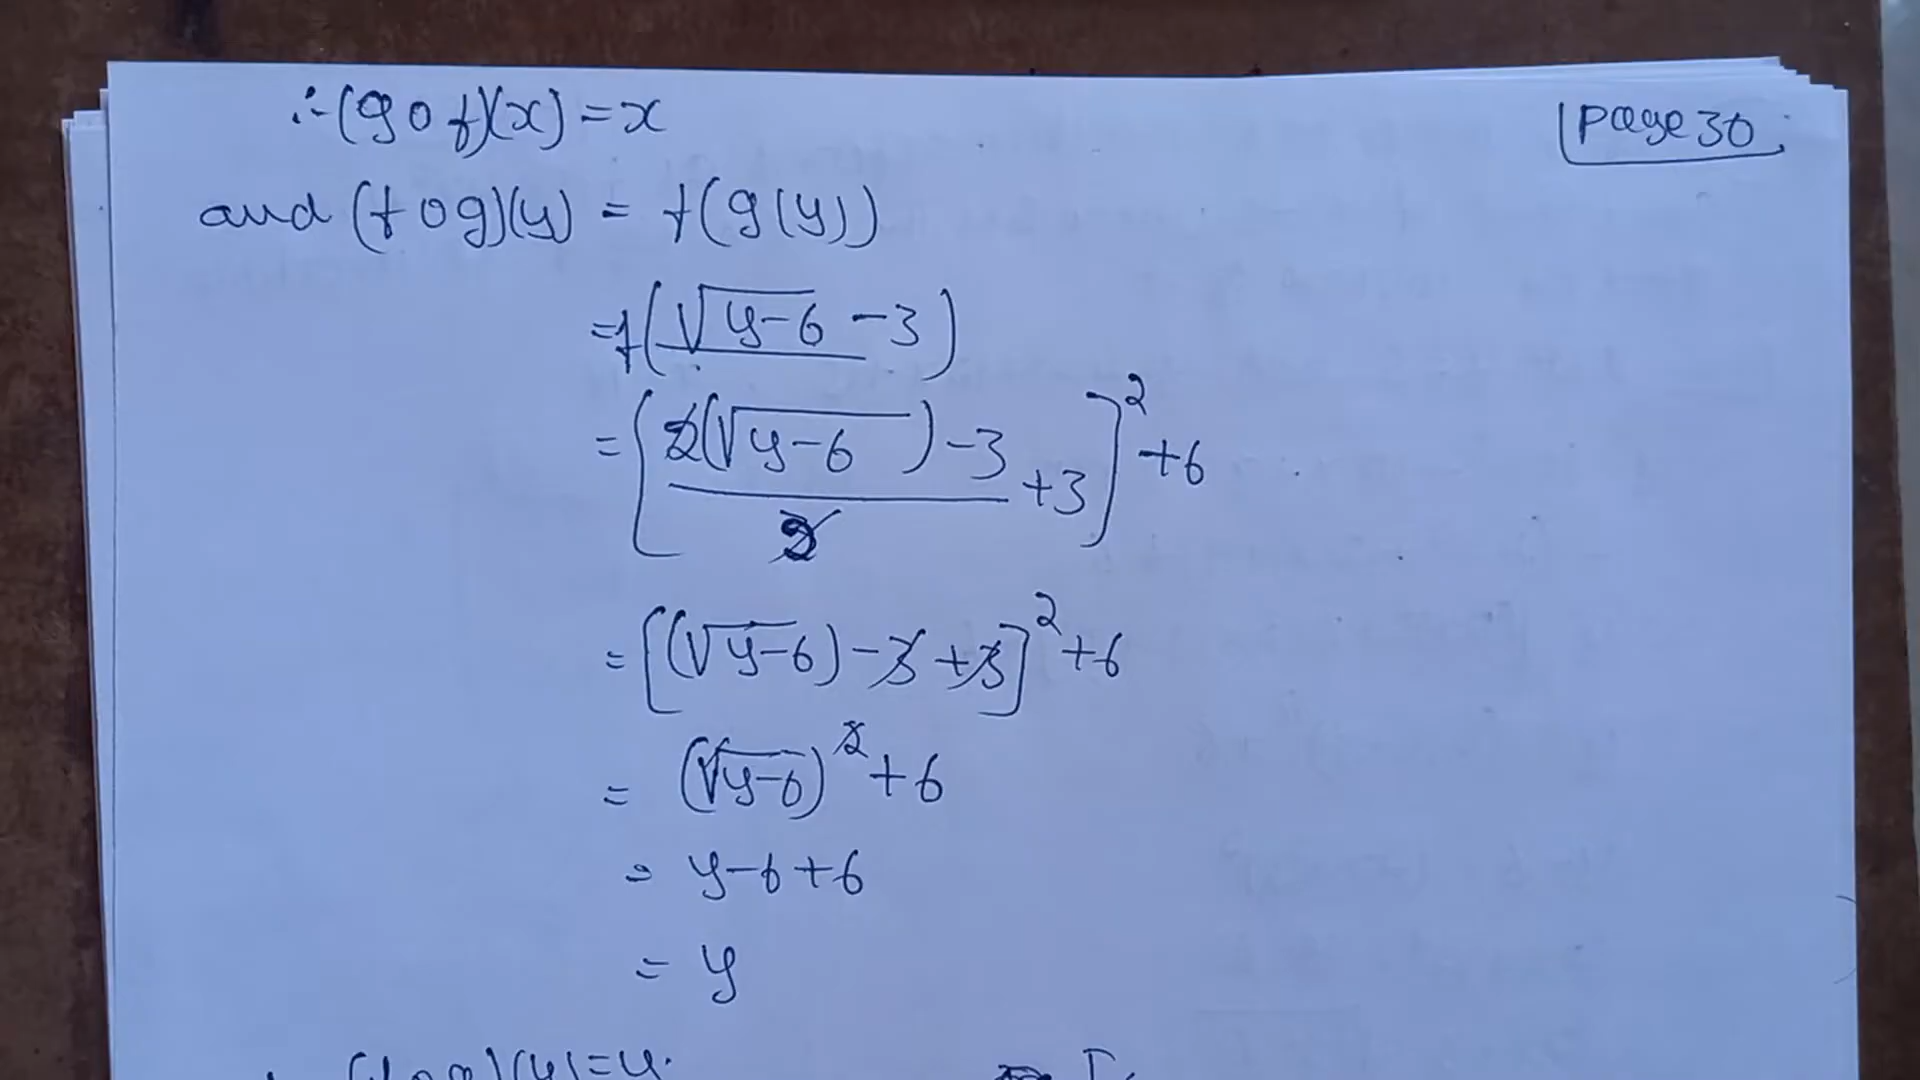 ∴ (g o f)(x) = x
page 30
and (f o g)(y) = f(g(y))
= f(√(y-6) - 3)
= [2(√(y-6)) - 3 / 2 + 3]² + 6
= [(√(y-6)) - 3 + 3]² + 6
= (√(y-6))² + 6
= y - 6 + 6
= y
(f o g)(y) = y.